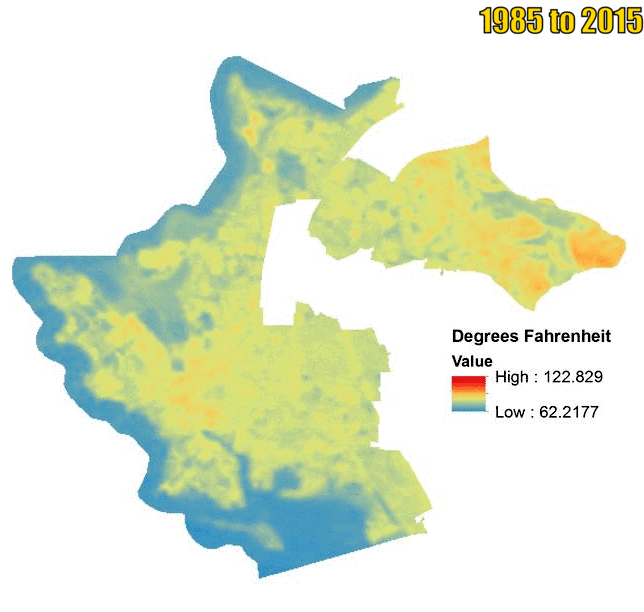 1985 to 2015
Degrees Fahrenheit
Value
High : 122.829
Low : 62.2177